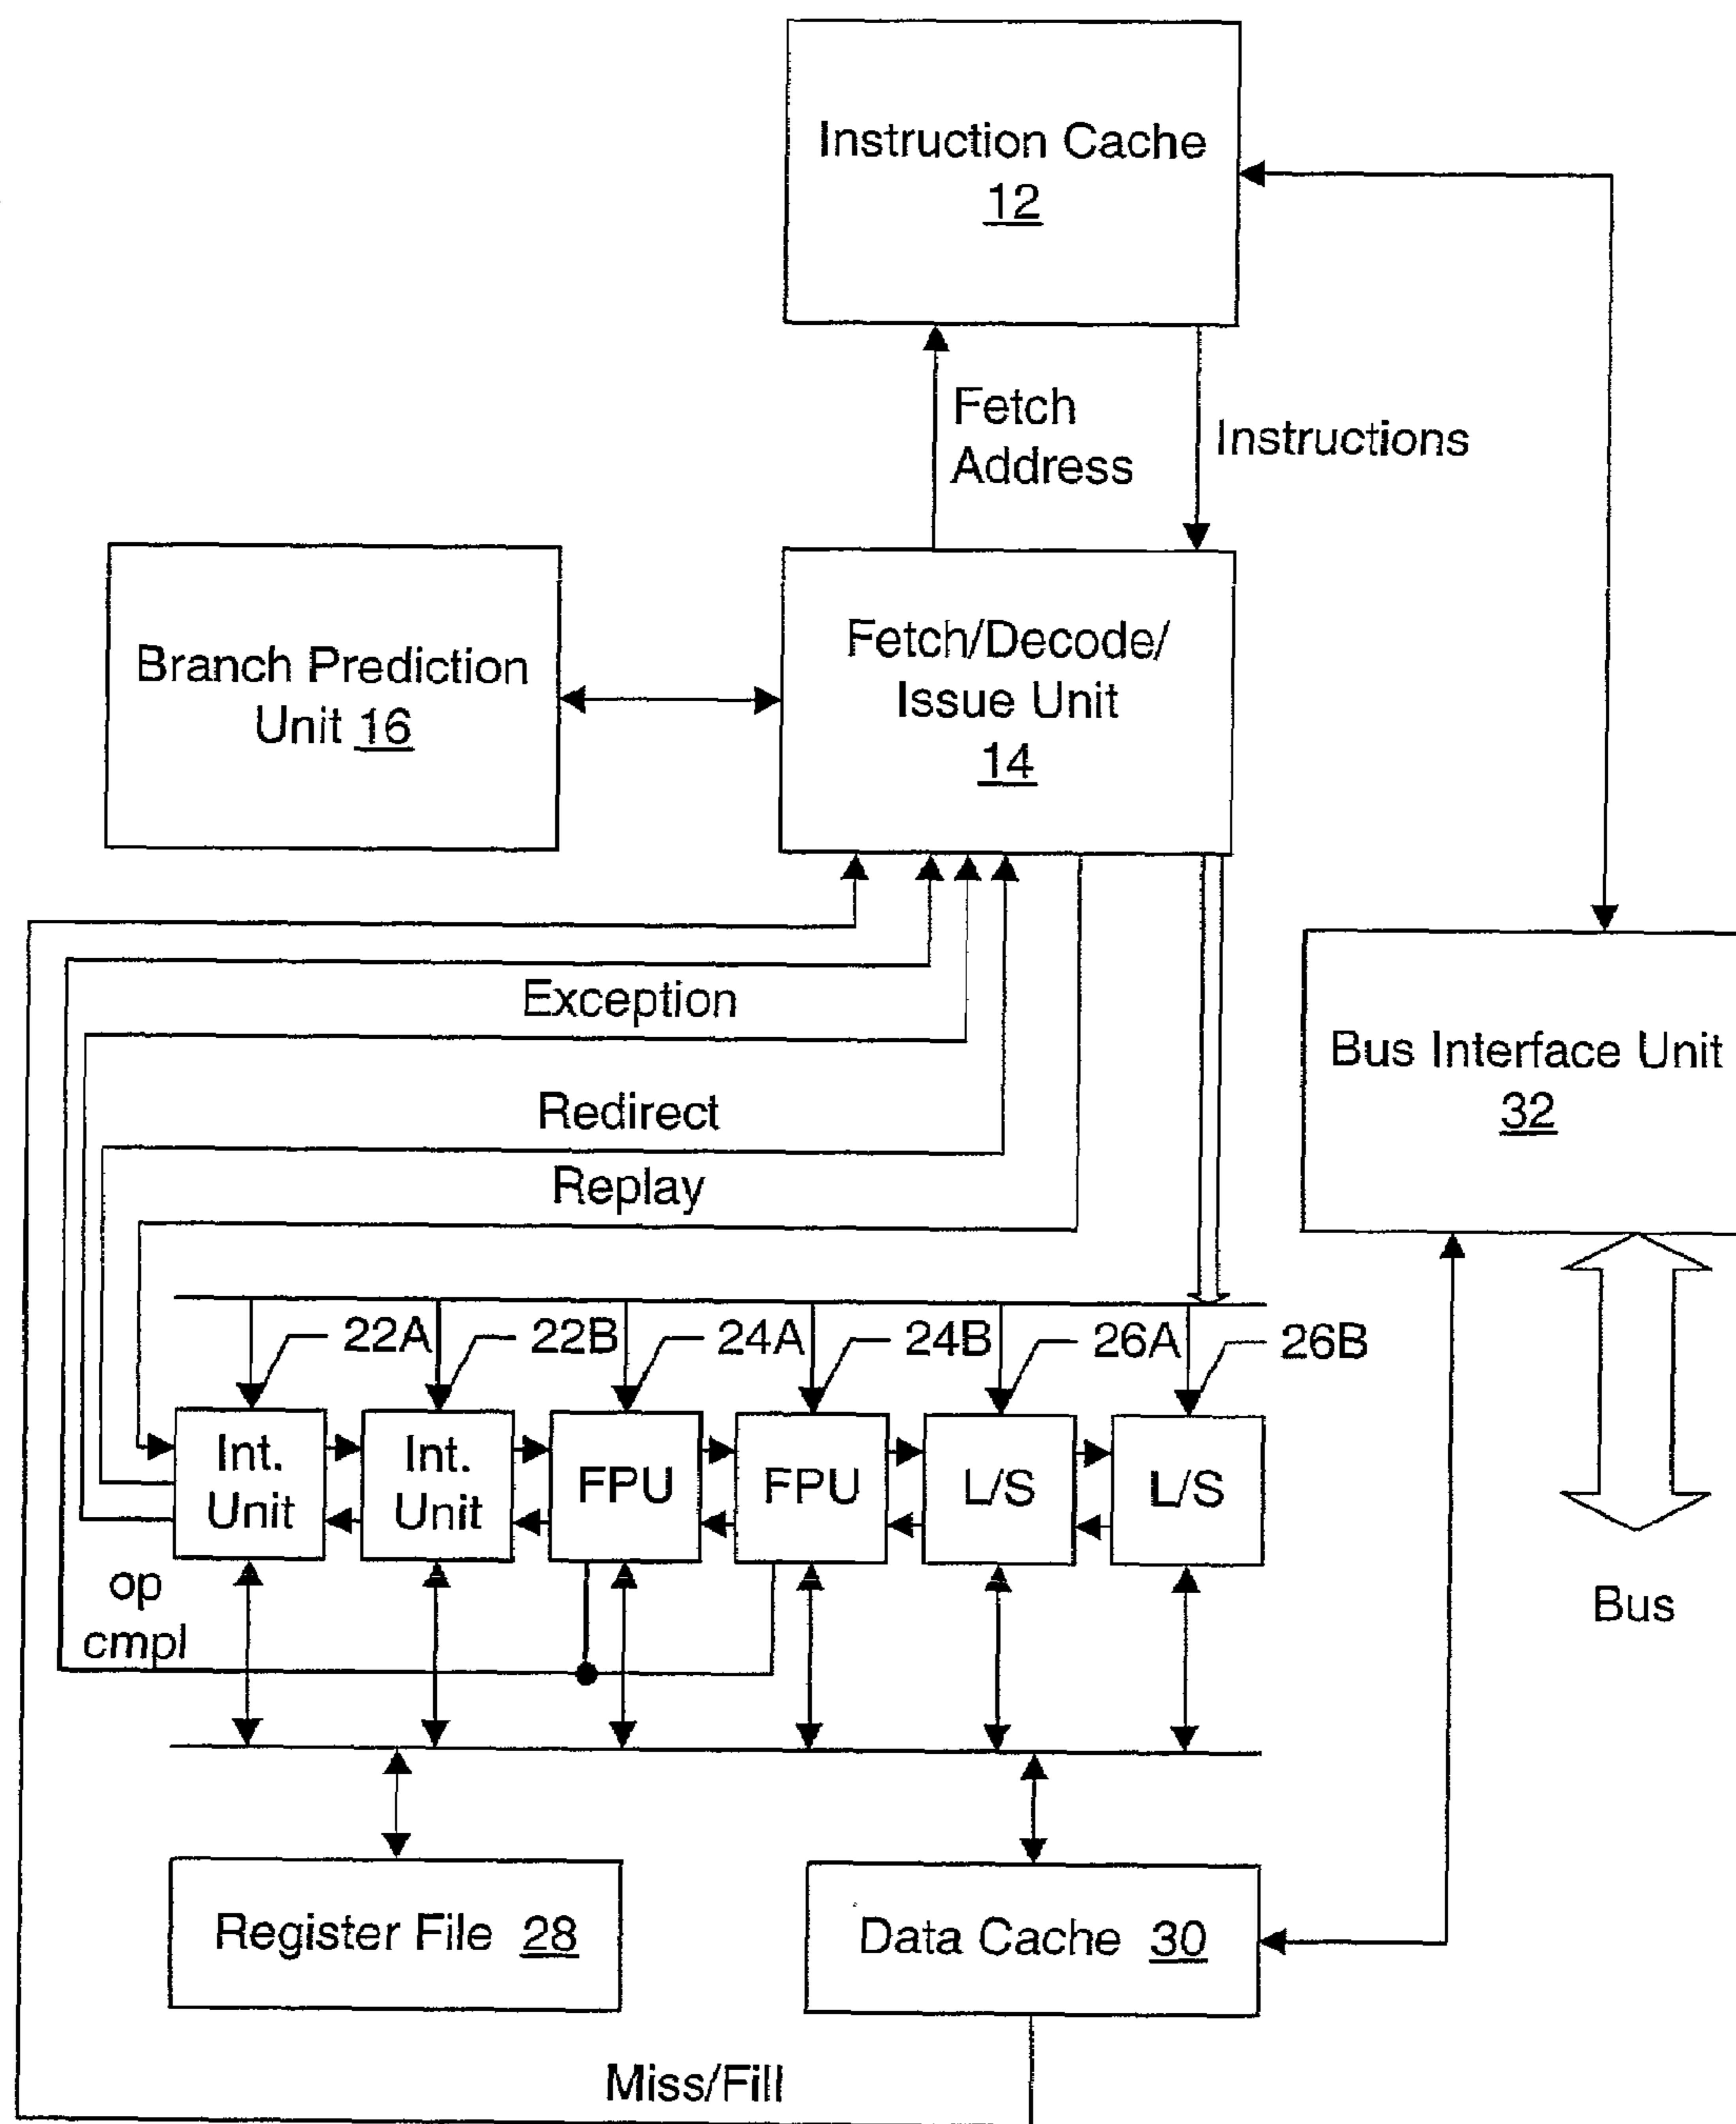 Instruction Cache
12
Fetch
Address
Instructions
Branch Prediction
Unit 16
Fetch/Decode/
Issue Unit
14
Exception
Redirect
Replay
Bus Interface Unit
32
22A
22B
24A
24B
26A
26B
Int.
Unit
Int.
Unit
FPU
FPU
L/S
L/S
op
cmpl
Bus
Register File 28
Data Cache 30
Miss/Fill